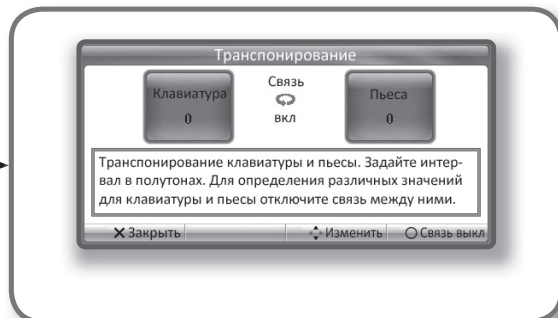 Транспонирование
Клавиатура Связь Пьеса
0 вкл 0
Транспонирование клавиатуры и пьесы. Задайте интер-
вал в полутонах. Для определения различных значений
для клавиатуры и пьесы отключите связь между ними.
Закрыть Изменить Связь выкл